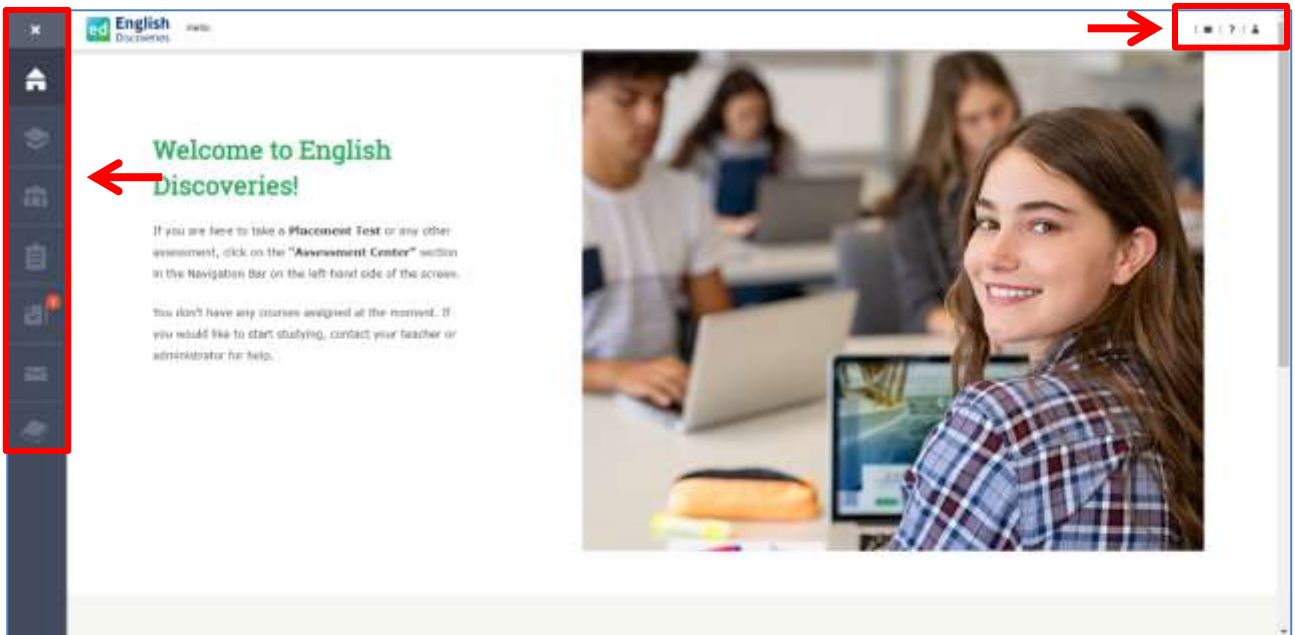 ed English
Discoveries
Hello
?
Welcome to English
Discoveries!
If you are here to take a Placement Test or any other
assessment, click on the "Assessment Center" section
in the Navigation Bar on the left hand side of the screen.
You don't have any courses assigned at the moment. If
you would like to start studying, contact your teacher or
administrator for help.